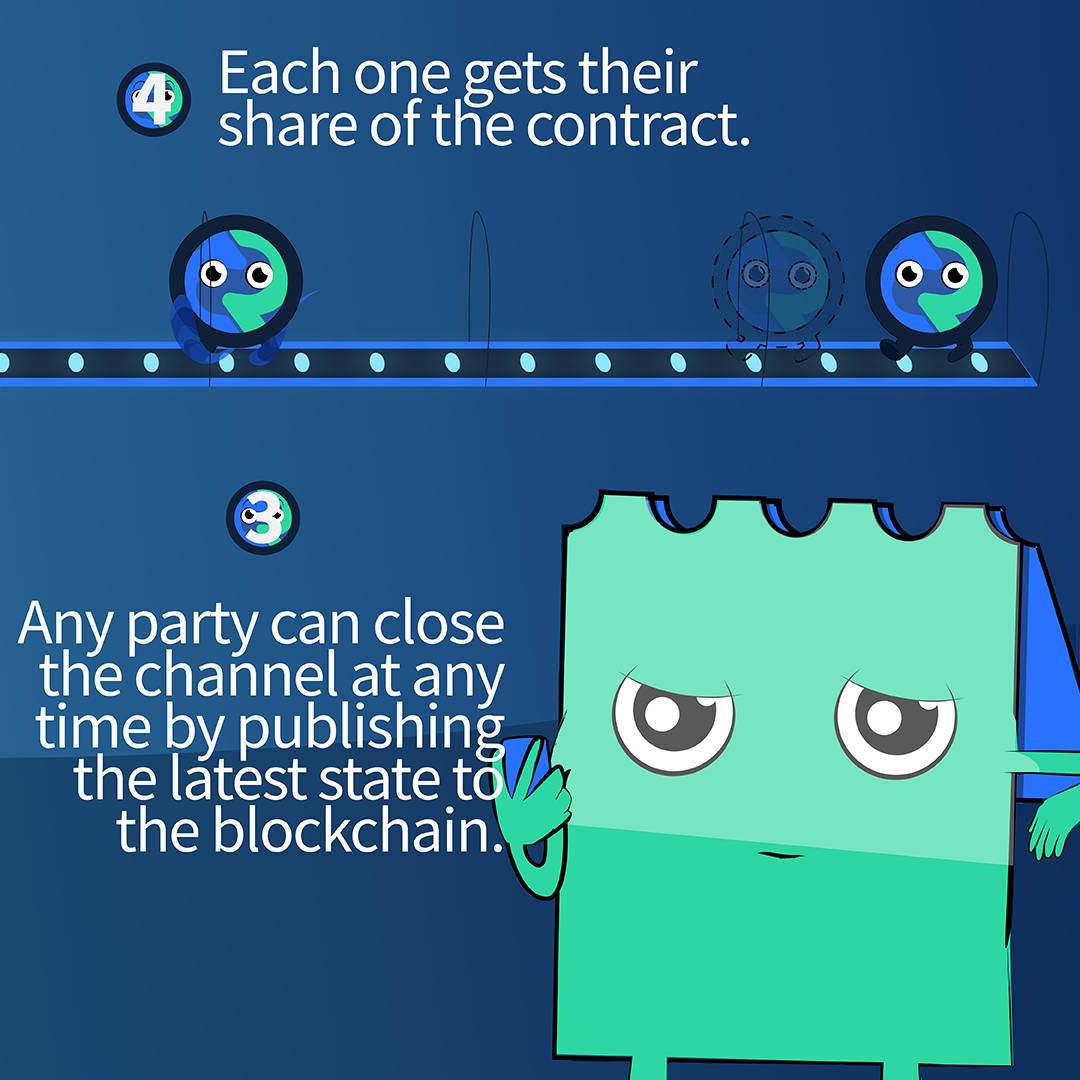 4
Each one gets their
share of the contract.
3
Any party can close
the channel at any
time by publishing
the latest state to
the blockchain.